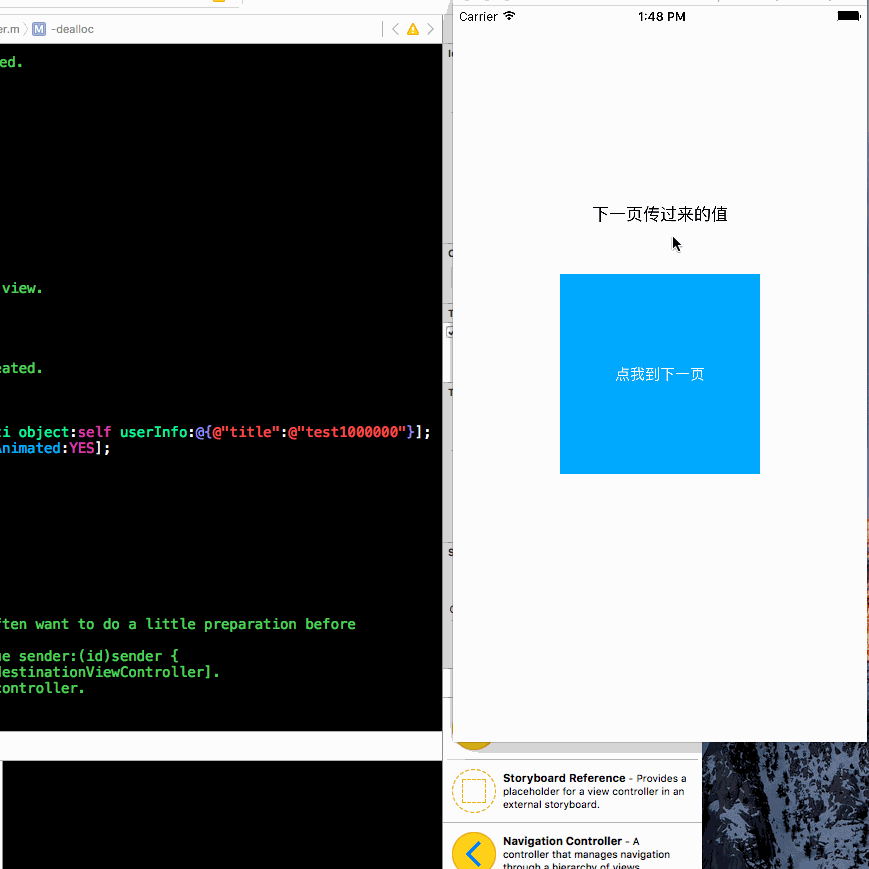 er.m
M -dealloc
ed.
view.
eated.
ti object:self userInfo:@{@"title":@"test1000000"}];
Animated:YES];
ften want to do a little preparation before
ue sender:(id)sender {
destinationViewController].
controller.
Carrier
1:48 PM
下一页传过来的值
点我到下一页
Storyboard Reference - Provides a
placeholder for a view controller in an
external storyboard.
Navigation Controller - A
controller that manages navigation
through a hierarchy of views